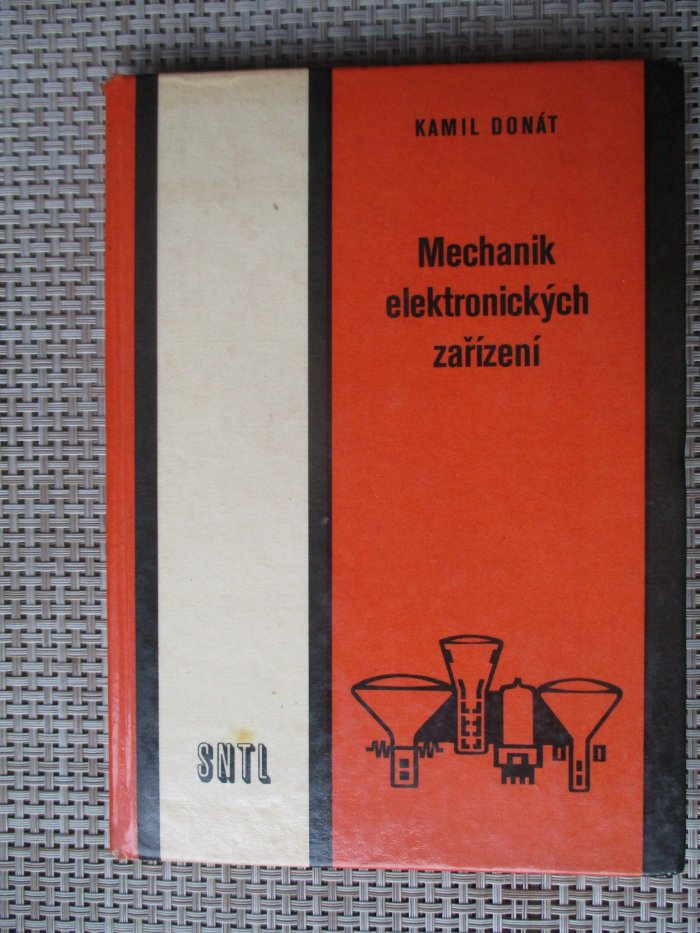 KAMIL DONÁT
Mechanik
elektronických
zařízení
SNTL